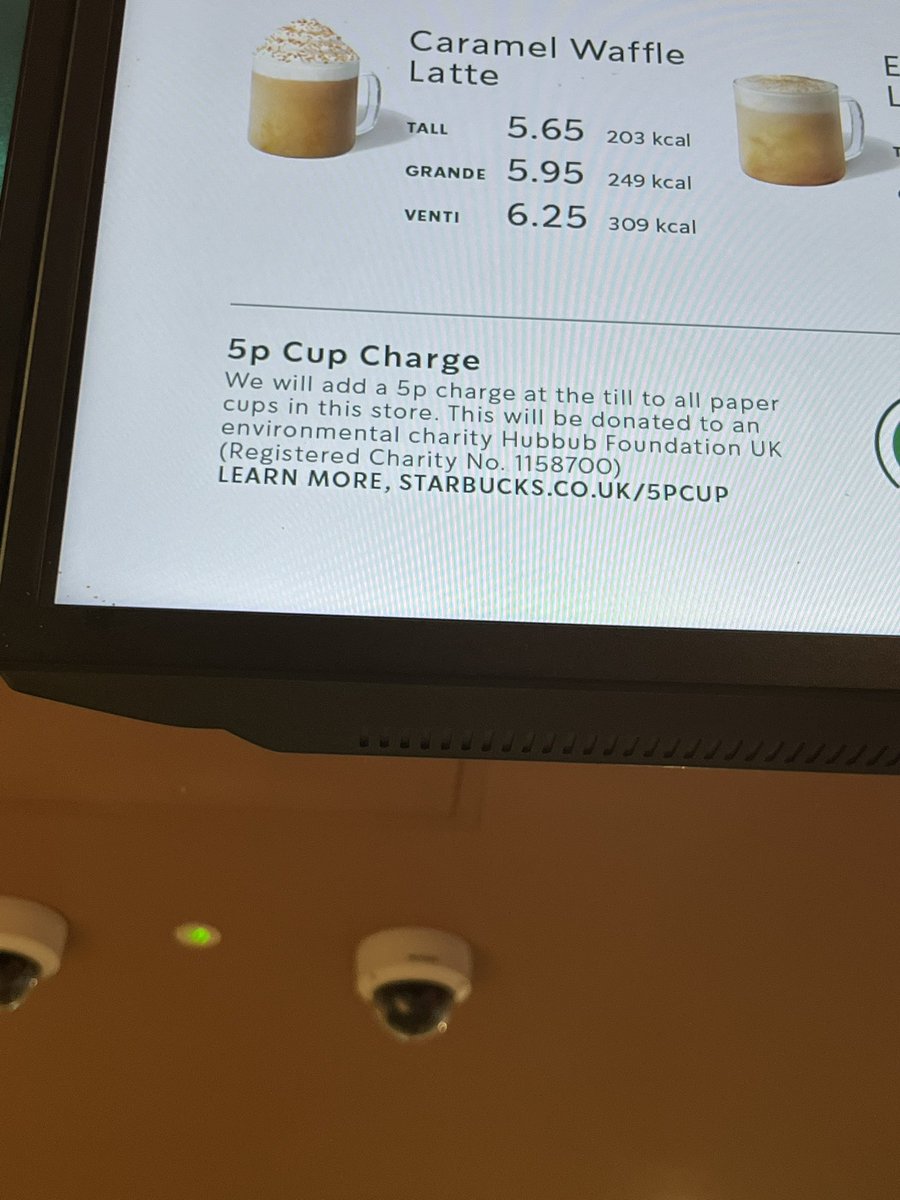 Caramel Waffle
Latte
TALL 5.65 203 kcal
GRANDE 5.95 249 kcal
VENTI 6.25 309 kcal
5p Cup Charge
We will add a 5p charge at the till to all paper
cups in this store. This will be donated to an
environmental charity Hubbub Foundation UK
(Registered Charity No. 1158700)
LEARN MORE, STARBUCKS.CO.UK/5PCUP